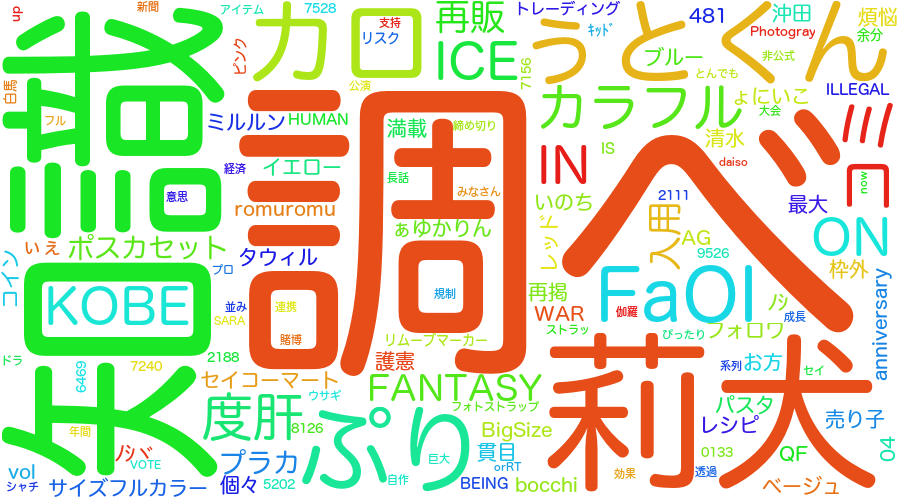 up
新聞
アイテム
7528
支持
リスク
カロ
再販
ICE
トレーディング
ｷｯﾄﾞ
481
沖田
Photogray
煩悩
余分
うとくん
ブルー
非公式
とんでも
7156
ピンク
白馬
フル
知識
ミルルン
HUMAN
公演
満載
締め切り
カラフル
ょにいこ
大会
ILLEGAL
清水
IN
IS
daiso
now
経済
イエロー
意思
長話
みなさん
調
ベ
いのち
2111
最大
romuromu
ぁゆかりん
レッド
入用
AG
9526
ON
いえ
ポスカセット
タウィル
プロ
コイン
KOBE
並み
連携
SARA
賭博
規制
再掲
FaOI
伽羅
枠外
WAR
ストラッ
成長
anniversary
ドラ
2188
リムーブマーカー
ぴったり
フォロワ
6469
7240
セイコーマート
護憲
ウサギ
FANTASY
フォトストラップ
莉犬
系列
お方
セイ
度肝
8126
ぷり
BigSize
パスタ
レシピ
売り子
年間
VOTE
プラカ
貫目
orRT
0133
QF
04
vol
シャチ
サイズフルカラー
個々
5202
自作
巨大
BEING
bocchi
効果
透過
ベージュ